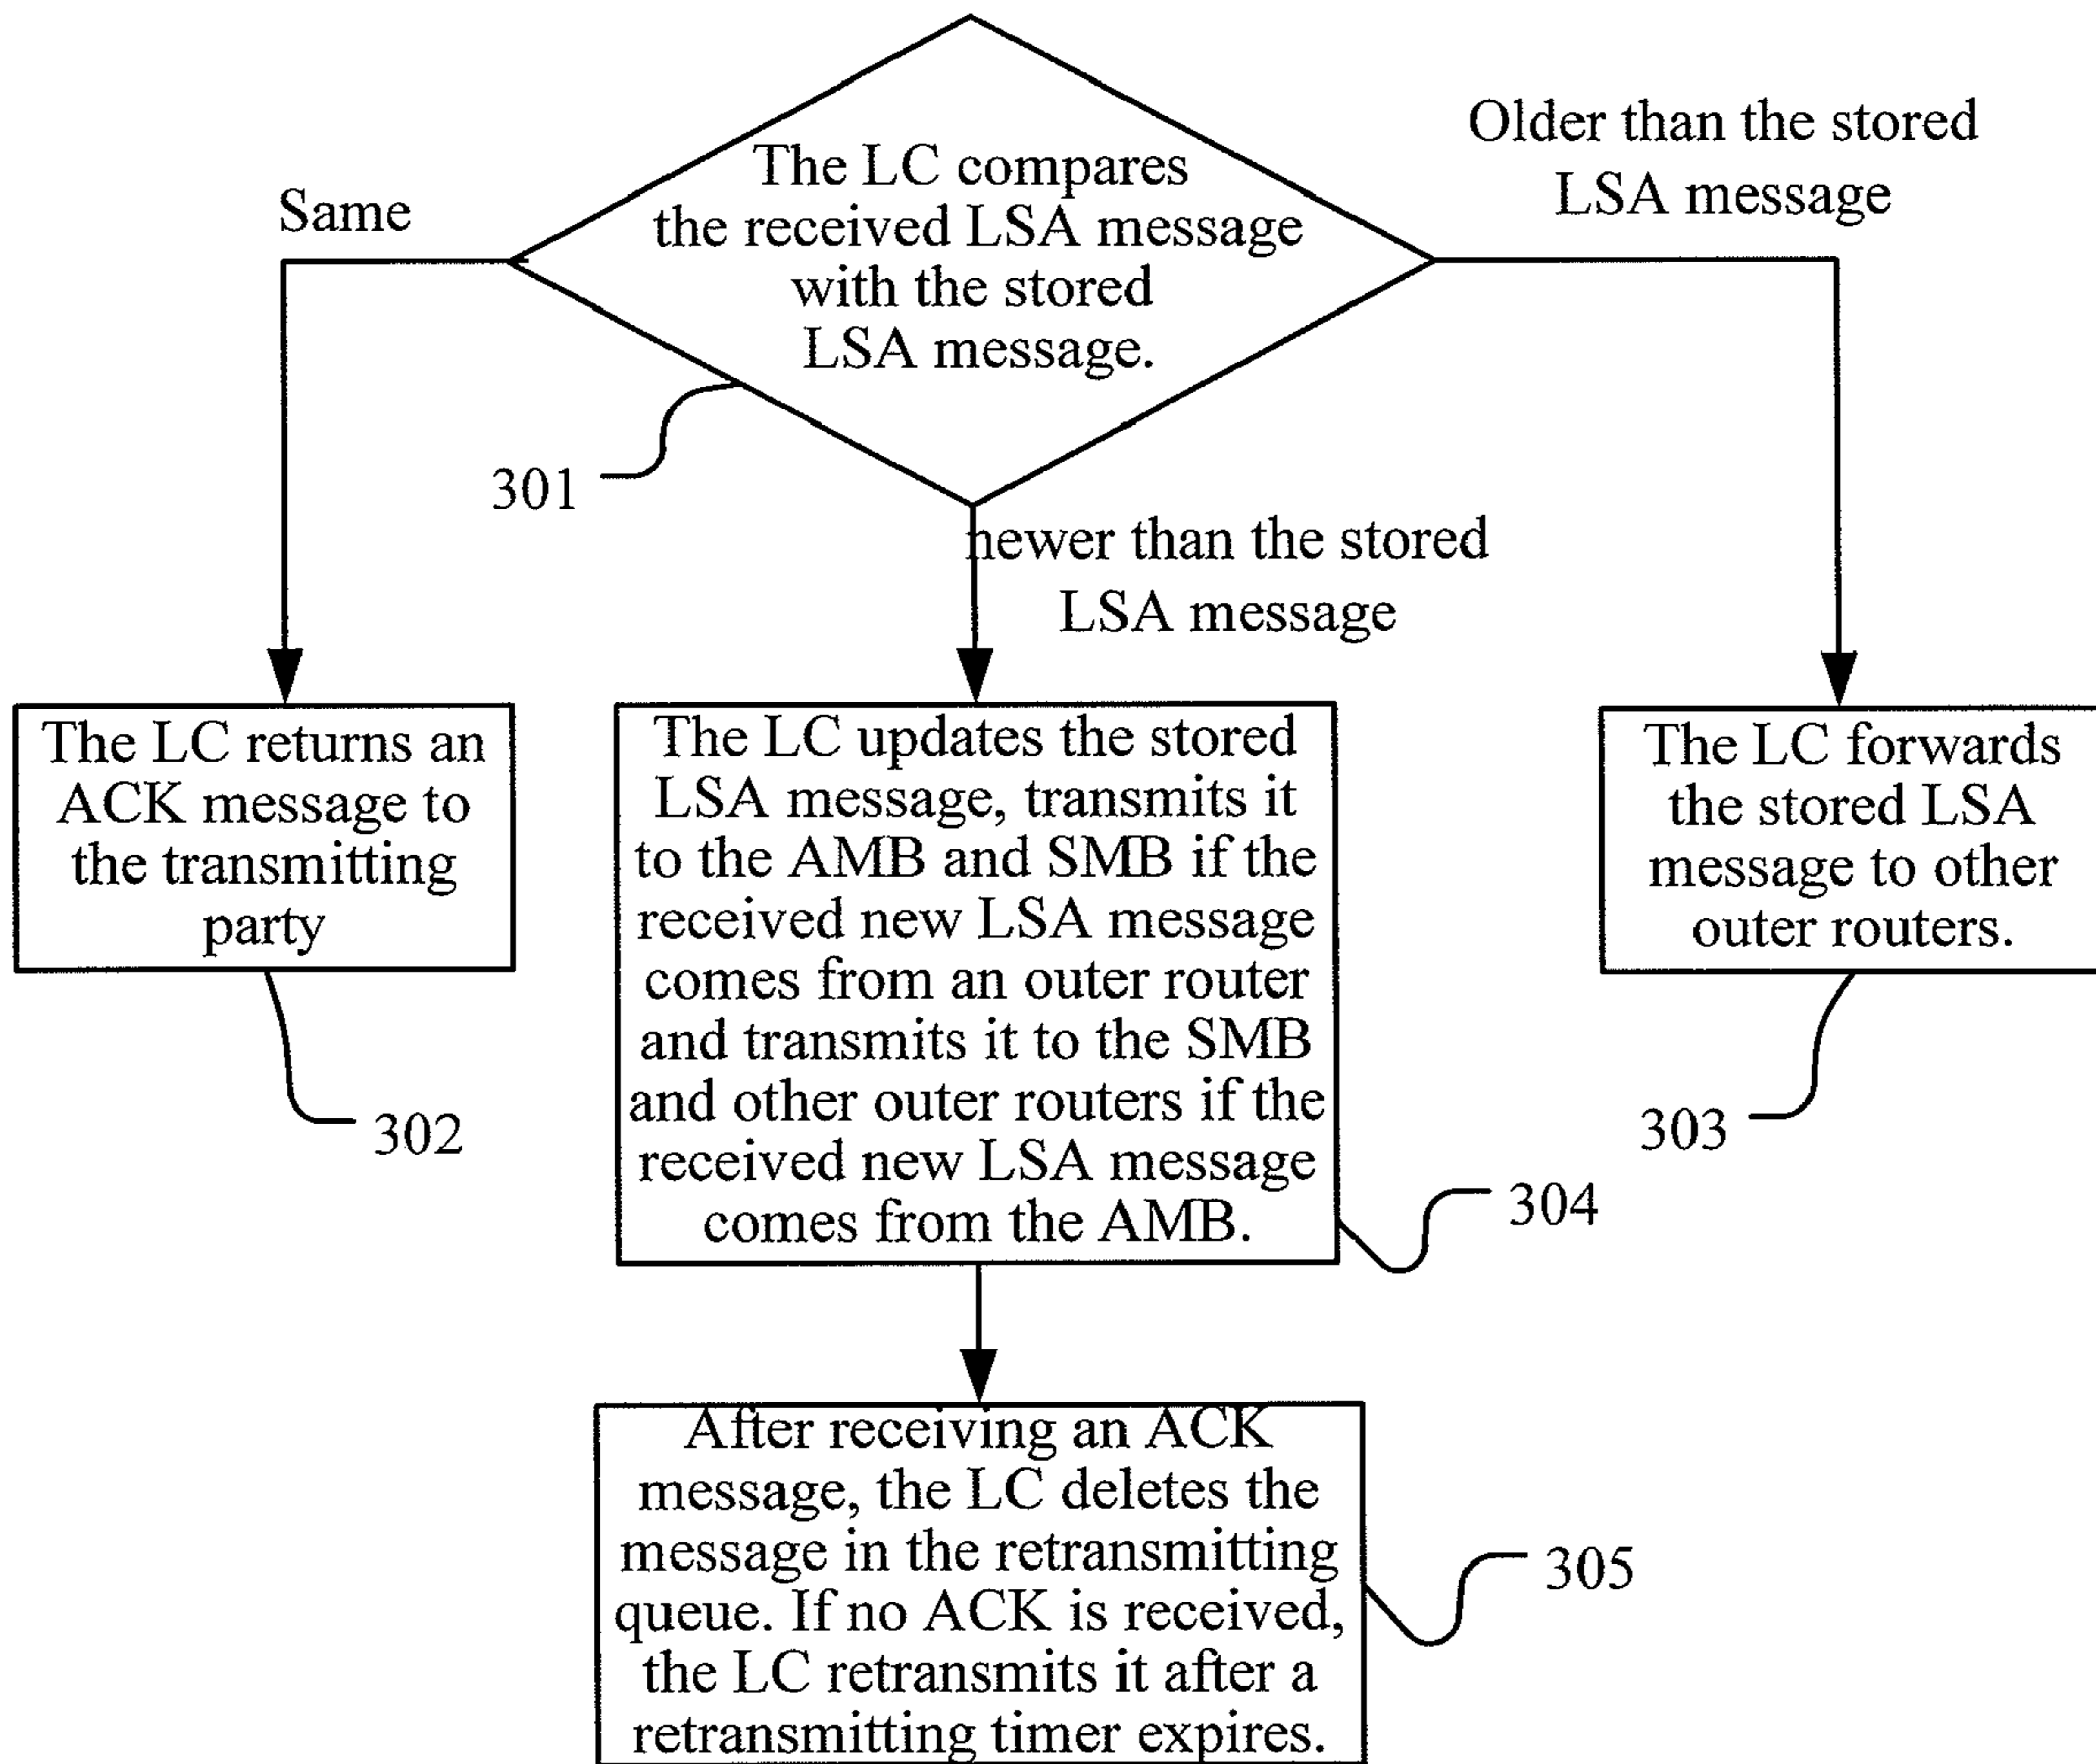 The LC compares
the received LSA message
with the stored
LSA message.
301
Same
Older than the stored
LSA message
newer than the stored
LSA message
The LC returns an
ACK message to
the transmitting
party
302
The LC updates the stored
LSA message, transmits it
to the AMB and SMB if the
received new LSA message
comes from an outer router
and transmits it to the SMB
and other outer routers if the
received new LSA message
comes from the AMB.
304
The LC forwards
the stored LSA
message to other
outer routers.
303
After receiving an ACK
message, the LC deletes the
message in the retransmitting
queue. If no ACK is received,
the LC retransmits it after a
retransmitting timer expires.
305